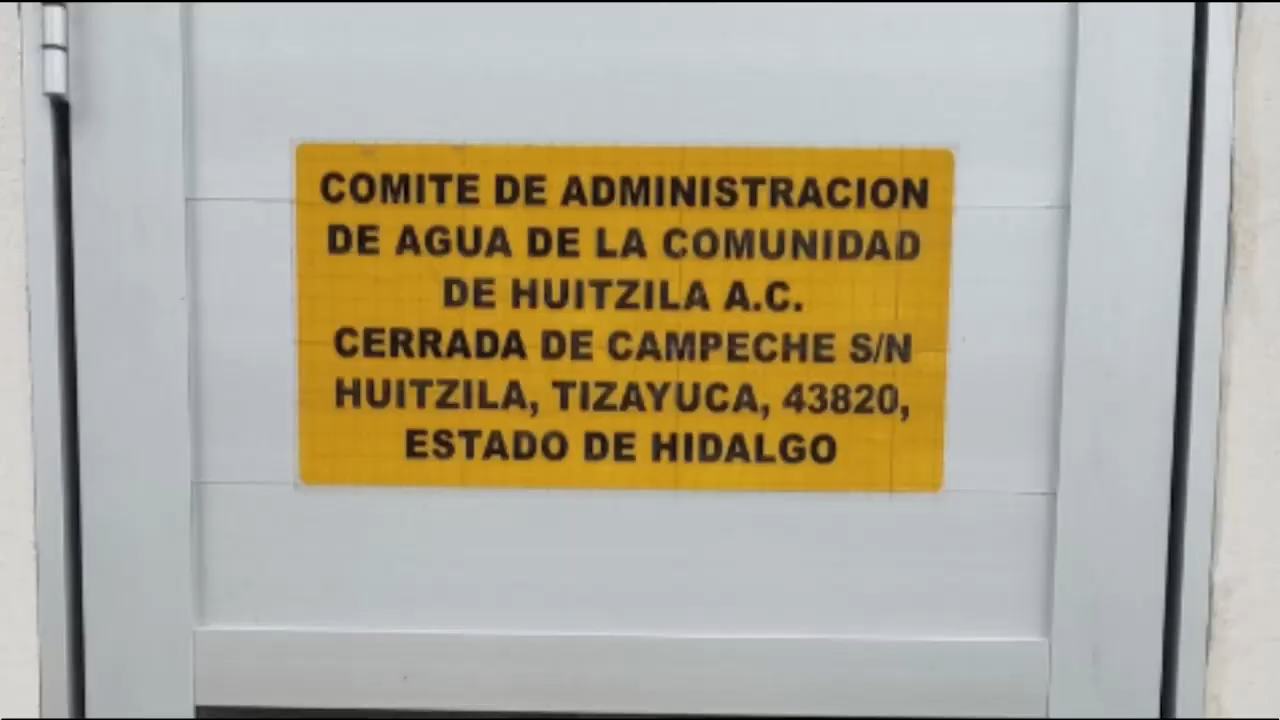 COMITE DE ADMINISTRACION
DE AGUA DE LA COMUNIDAD
DE HUITZILA A.C.
CERRADA DE CAMPECHE S/N
HUITZILA, TIZAYUCA, 43820,
ESTADO DE HIDALGO